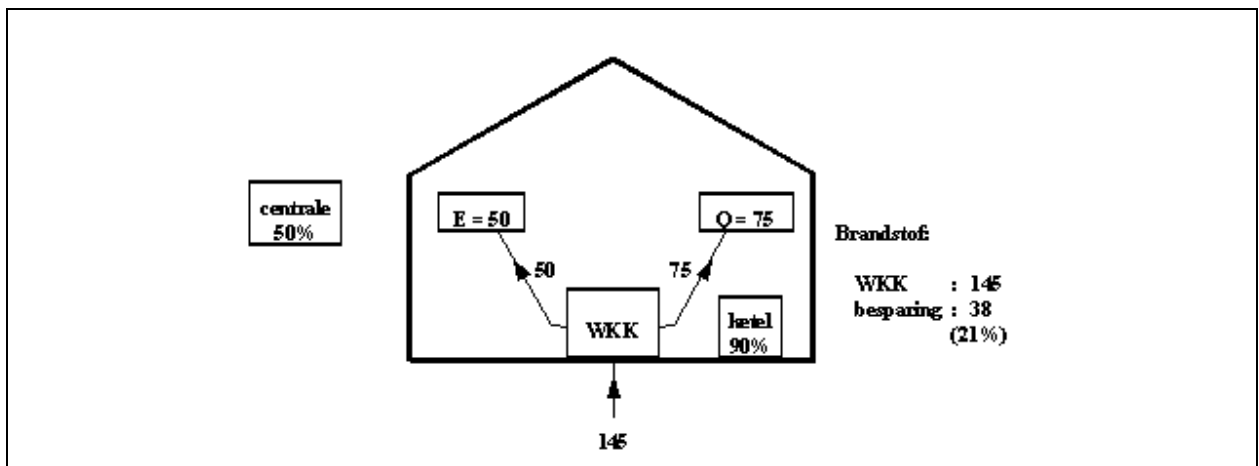 centrale
50%
E = 50
Q = 75
50
75
WKK
ketel
90%
145
Brandstof:
WKK : 145
besparing : 38
(21%)